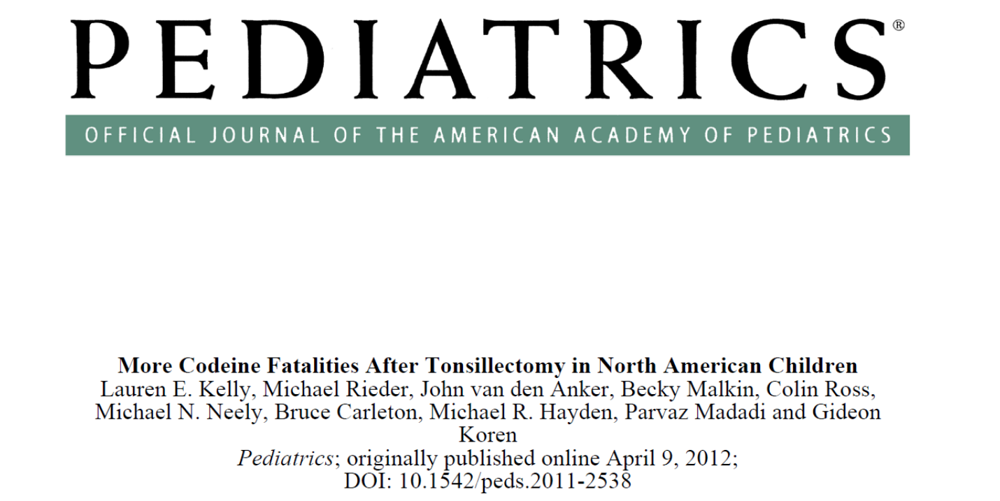 PEDIATRICS®
OFFICIAL JOURNAL OF THE AMERICAN ACADEMY OF PEDIATRICS
More Codeine Fatalities After Tonsillectomy in North American Children
Lauren E. Kelly, Michael Rieder, John van den Anker, Becky Malkin, Colin Ross,
Michael N. Neely, Bruce Carleton, Michael R. Hayden, Parvaz Madadi and Gideon
Koren
Pediatrics; originally published online April 9, 2012;
DOI: 10.1542/peds.2011-2538